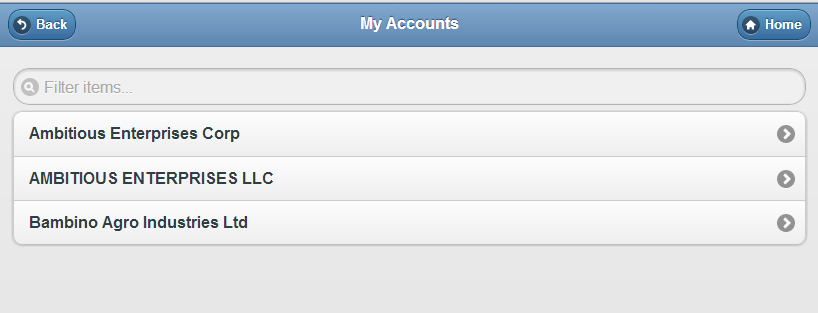 Back
My Accounts
Home
Filter items...
Ambitious Enterprises Corp
AMBITIOUS ENTERPRISES LLC
Bambino Agro Industries Ltd